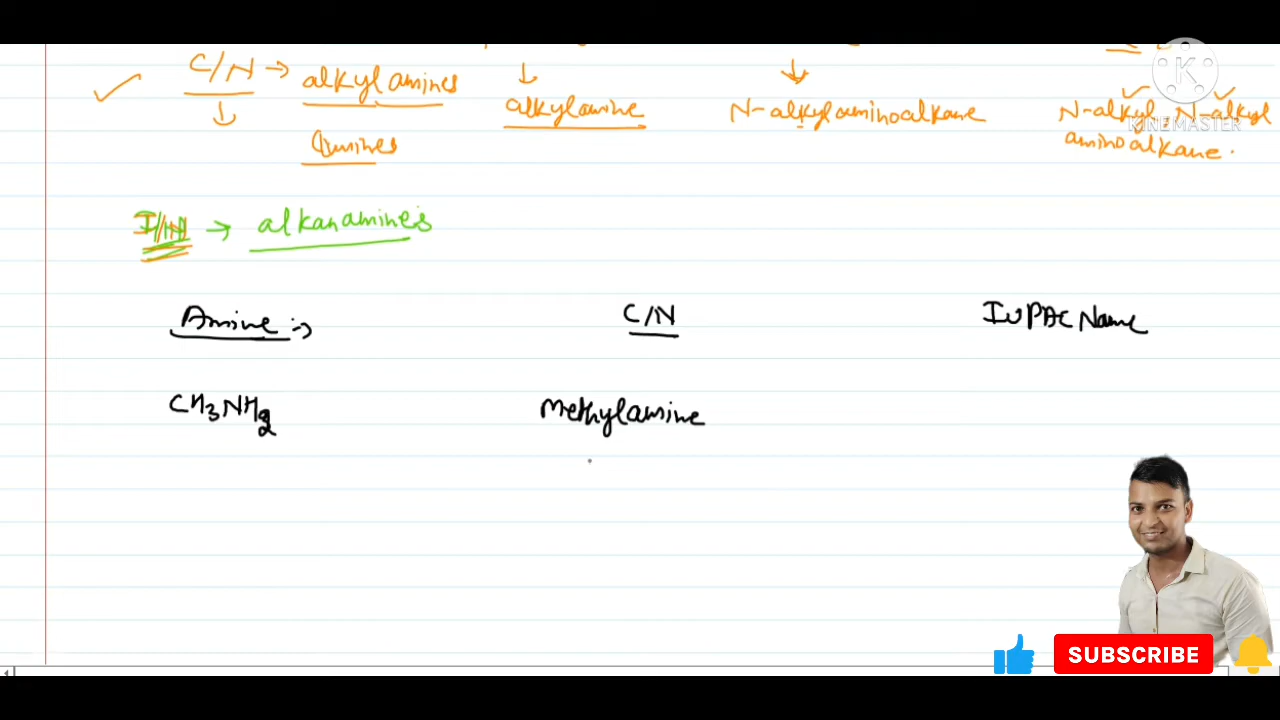 C/N → alkylamines
↓
Amines
↓
alkylamine
↓
N-alkylaminoalkane
N-alkyl N-alkyl
aminoalkane.
KINEMASTER
I/N → alkanamines
Amine :→ C/N IUPAC Name
CH3NH2 Methylamine
SUBSCRIBE